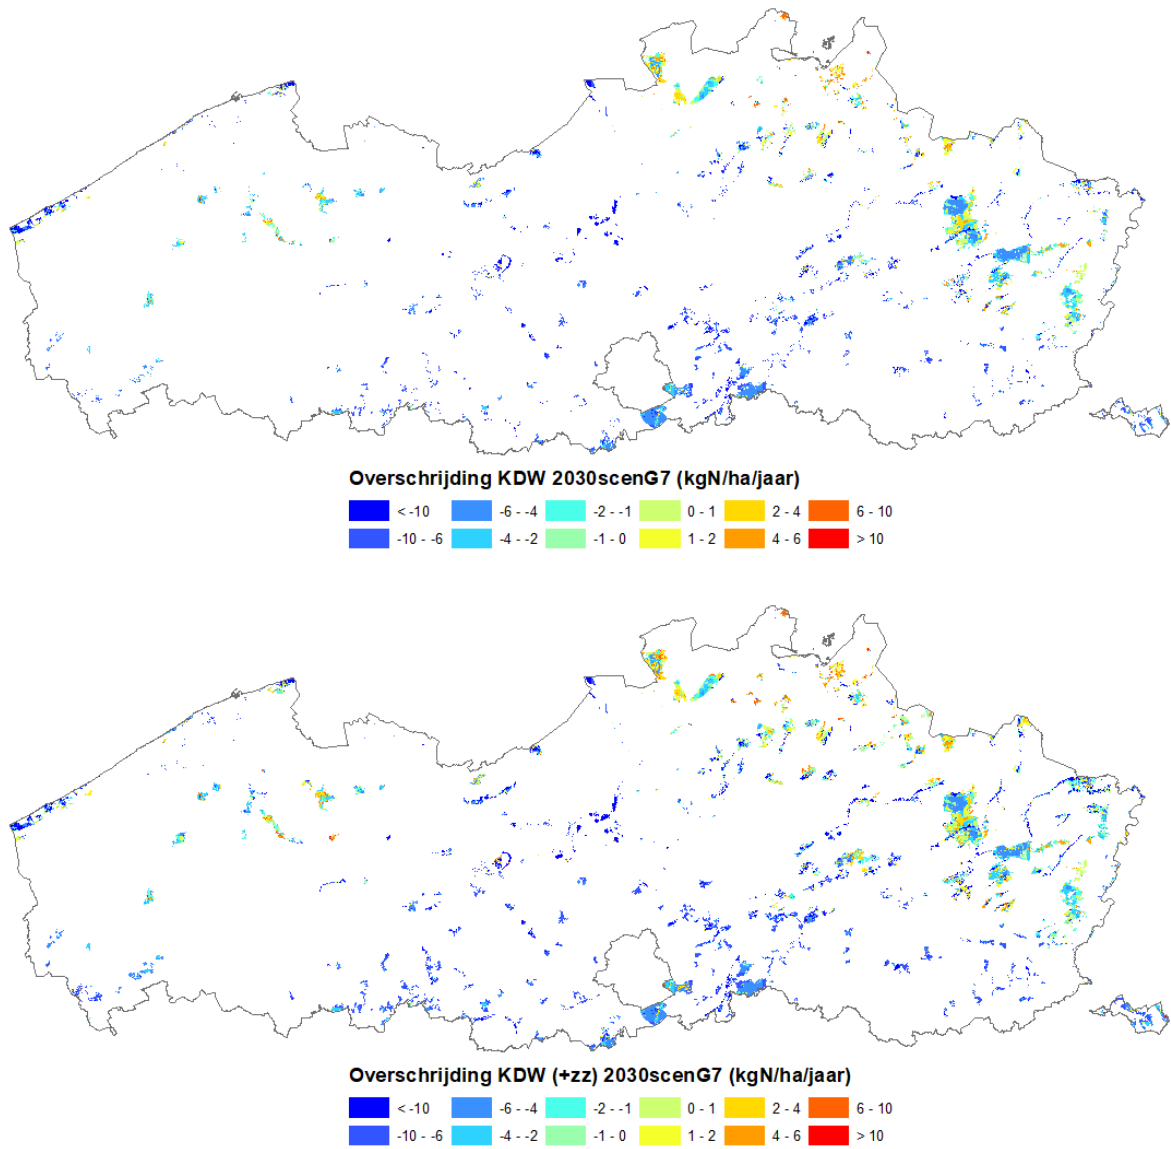 Overschrijding KDW 2030scenG7 (kgN/ha/jaar)
< -10 -6 - -4 -2 - -1 0 - 1 2 - 4 6 - 10
-10 - -6 -4 - -2 -1 - 0 1 - 2 4 - 6 > 10
Overschrijding KDW (+zz) 2030scenG7 (kgN/ha/jaar)
< -10 -6 - -4 -2 - -1 0 - 1 2 - 4 6 - 10
-10 - -6 -4 - -2 -1 - 0 1 - 2 4 - 6 > 10